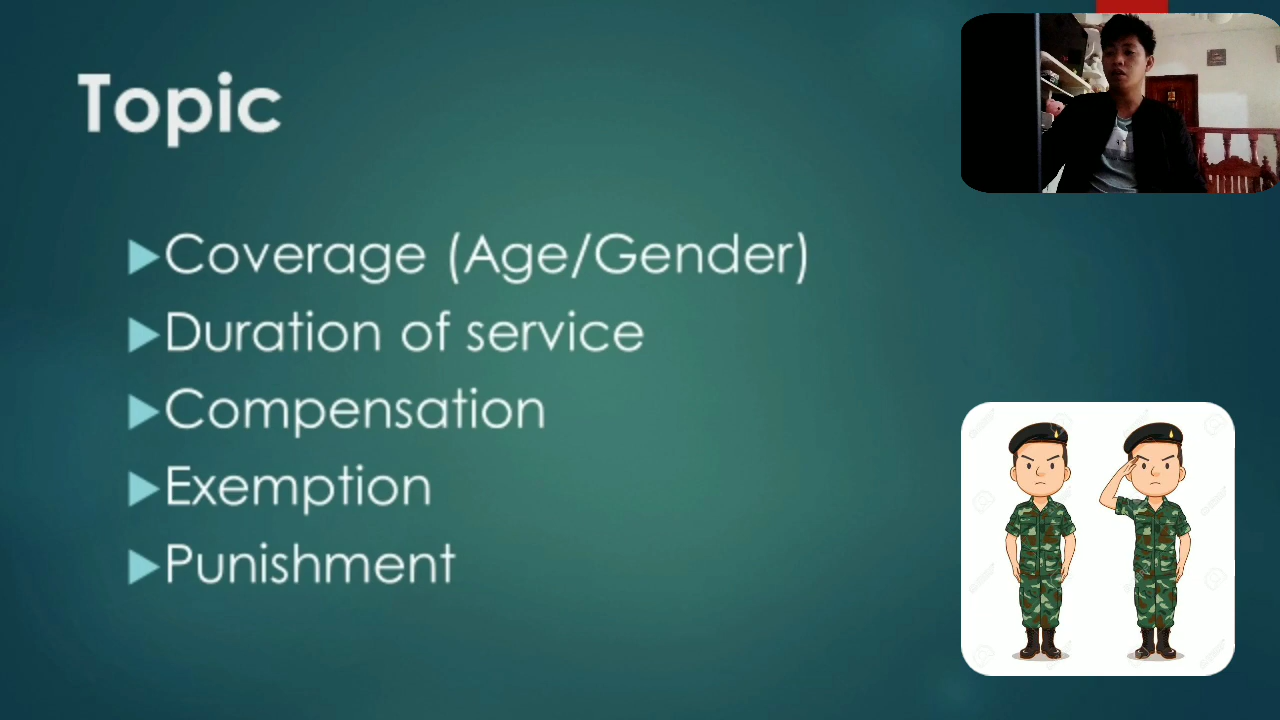 Topic
Coverage (Age/Gender)
Duration of service
Compensation
Exemption
Punishment